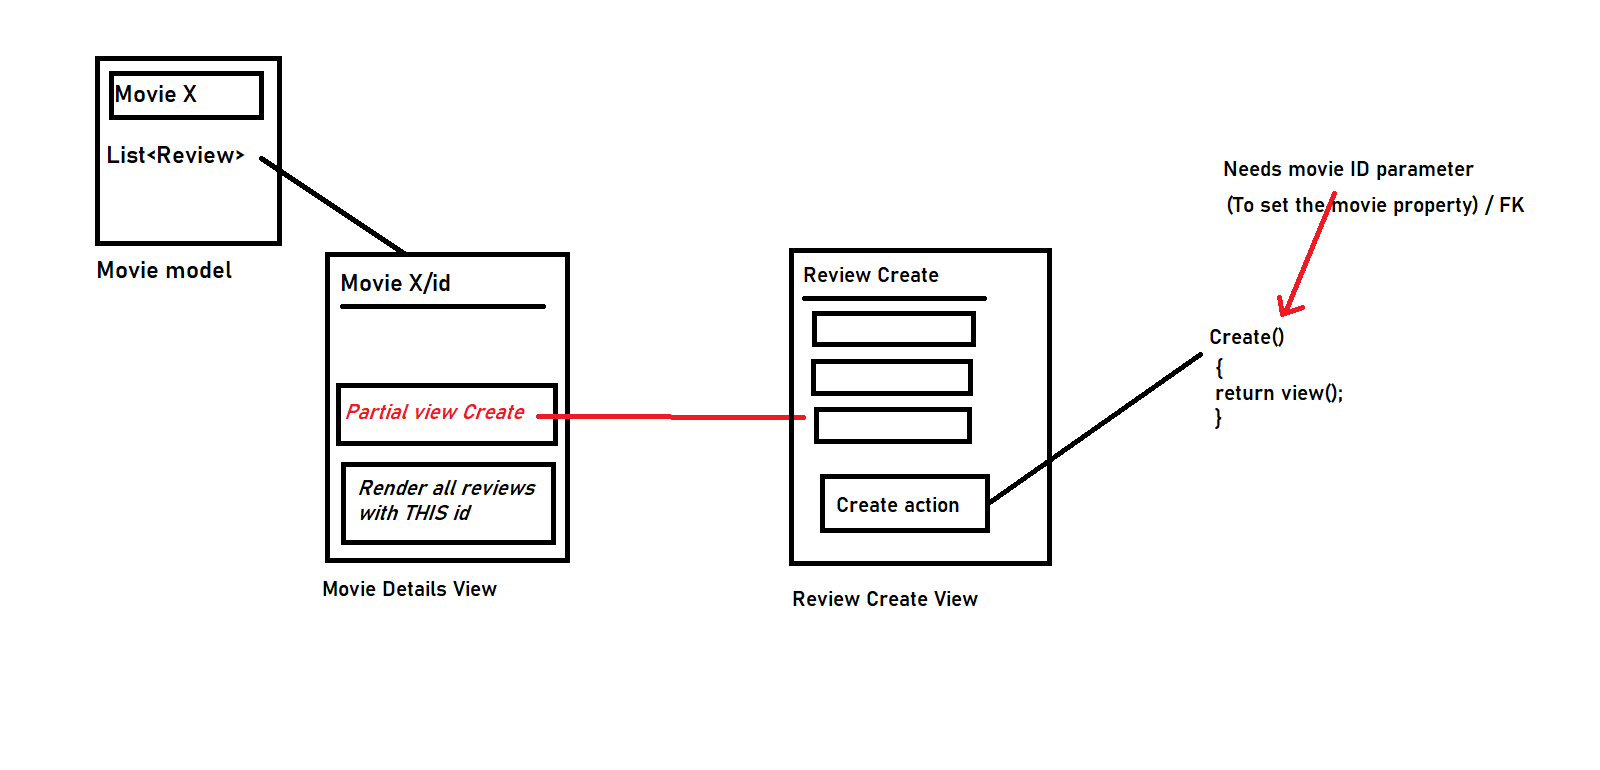 Movie X
List<Review>
Movie model
Movie X/id
Partial view Create
Render all reviews
with THIS id
Movie Details View
Review Create
Create action
Review Create View
Needs movie ID parameter
(To set the movie property) / FK
Create()
{
return view();
}